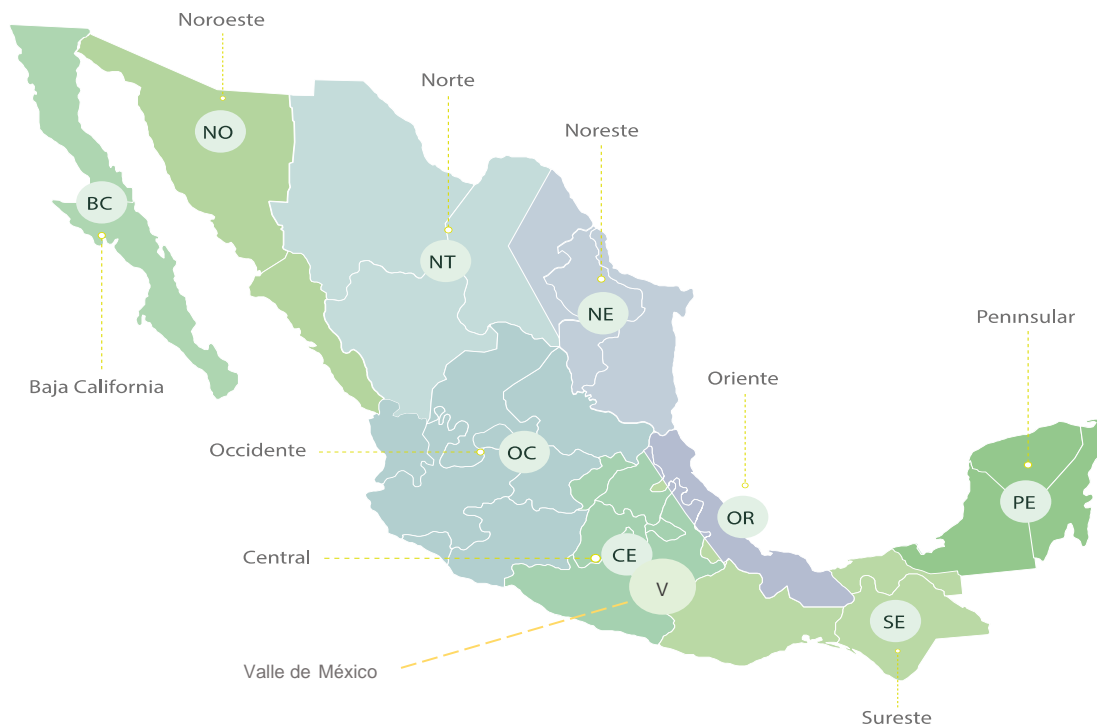 Noroeste
Norte
Noreste
NO
BC
NT
NE
Penınsular
Baja California
Oriente
Occidente
OC
PE
OR
Central
CE
V
SE
Valle de México
Sureste